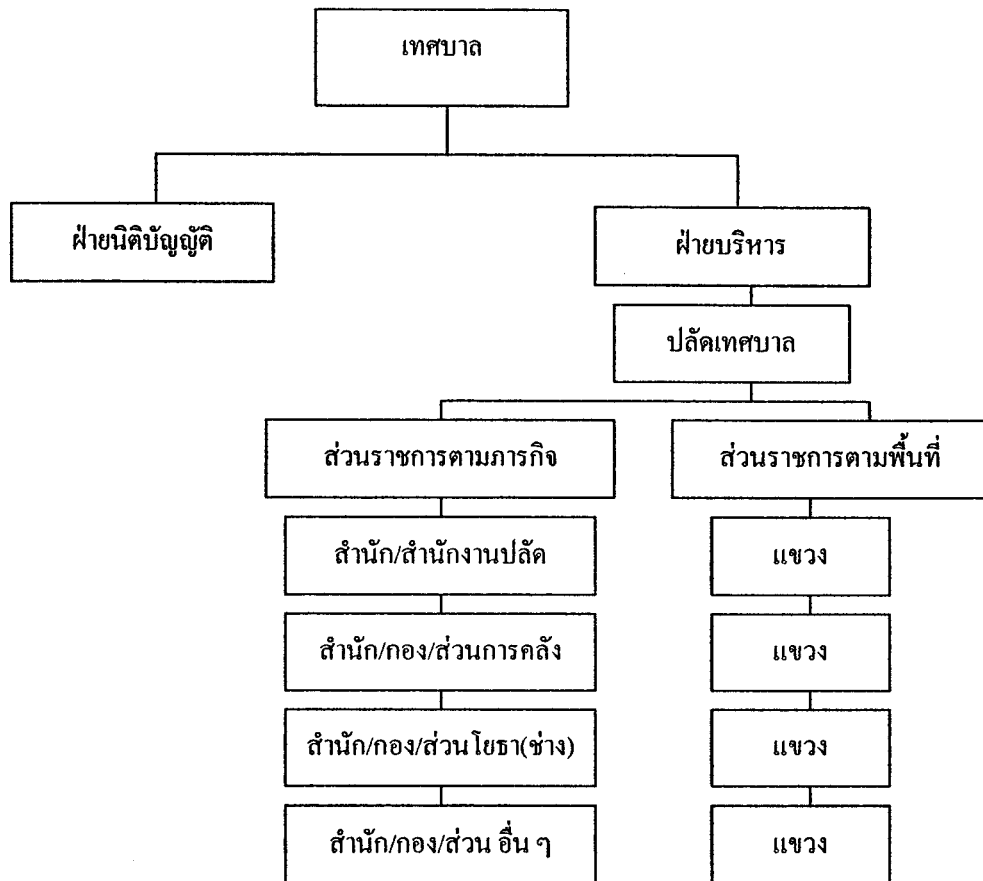 เทศบาล
ฝ่ายนิติบัญญัติ
ฝ่ายบริหาร
ปลัดเทศบาล
ส่วนราชการตามภารกิจ
ส่วนราชการตามพื้นที่
สำนัก/สำนักงานปลัด
แขวง
สำนัก/กอง/ส่วนการคลัง
แขวง
สำนัก/กอง/ส่วนโยธา(ช่าง)
แขวง
สำนัก/กอง/ส่วน อื่น ๆ
แขวง